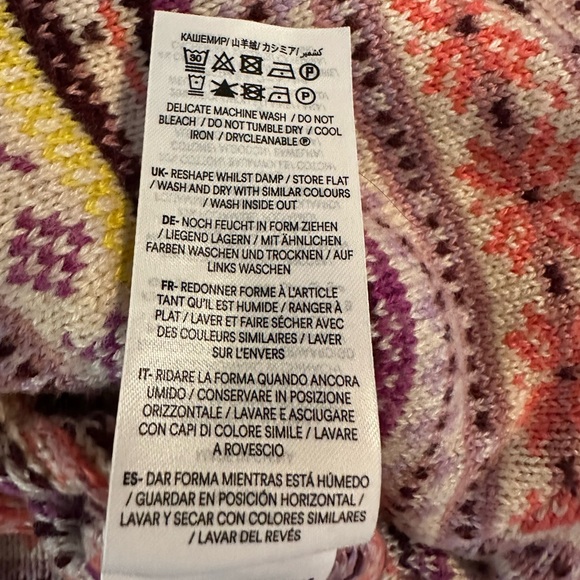 КАШЕМИР/ 山羊绒/ カシミア/ كشمير
30 P
P
DELICATE MACHINE WASH / DO NOT
BLEACH / DO NOT TUMBLE DRY / COOL
IRON / DRYCLEANABLE Ⓟ
UK- RESHAPE WHILST DAMP / STORE FLAT
/ WASH AND DRY WITH SIMILAR COLOURS
/ WASH INSIDE OUT
DE- NOCH FEUCHT IN FORM ZIEHEN
/ LIEGEND LAGERN / MIT ÄHNLICHEN
FARBEN WASCHEN UND TROCKNEN / AUF
LINKS WASCHEN
FR- REDONNER FORME À L'ARTICLE
TANT QU'IL EST HUMIDE / RANGER À
PLAT / LAVER ET FAIRE SÉCHER AVEC
DES COULEURS SIMILAIRES / LAVER
SUR L'ENVERS
IT- RIDARE LA FORMA QUANDO ANCORA
UMIDO / CONSERVARE IN POSIZIONE
ORIZZONTALE / LAVARE E ASCIUGARE
CON CAPI DI COLORE SIMILE / LAVARE
A ROVESCIO
ES- DAR FORMA MIENTRAS ESTÁ HÚMEDO
/ GUARDAR EN POSICIÓN HORIZONTAL /
LAVAR Y SECAR CON COLORES SIMILARES
/ LAVAR DEL REVÉS